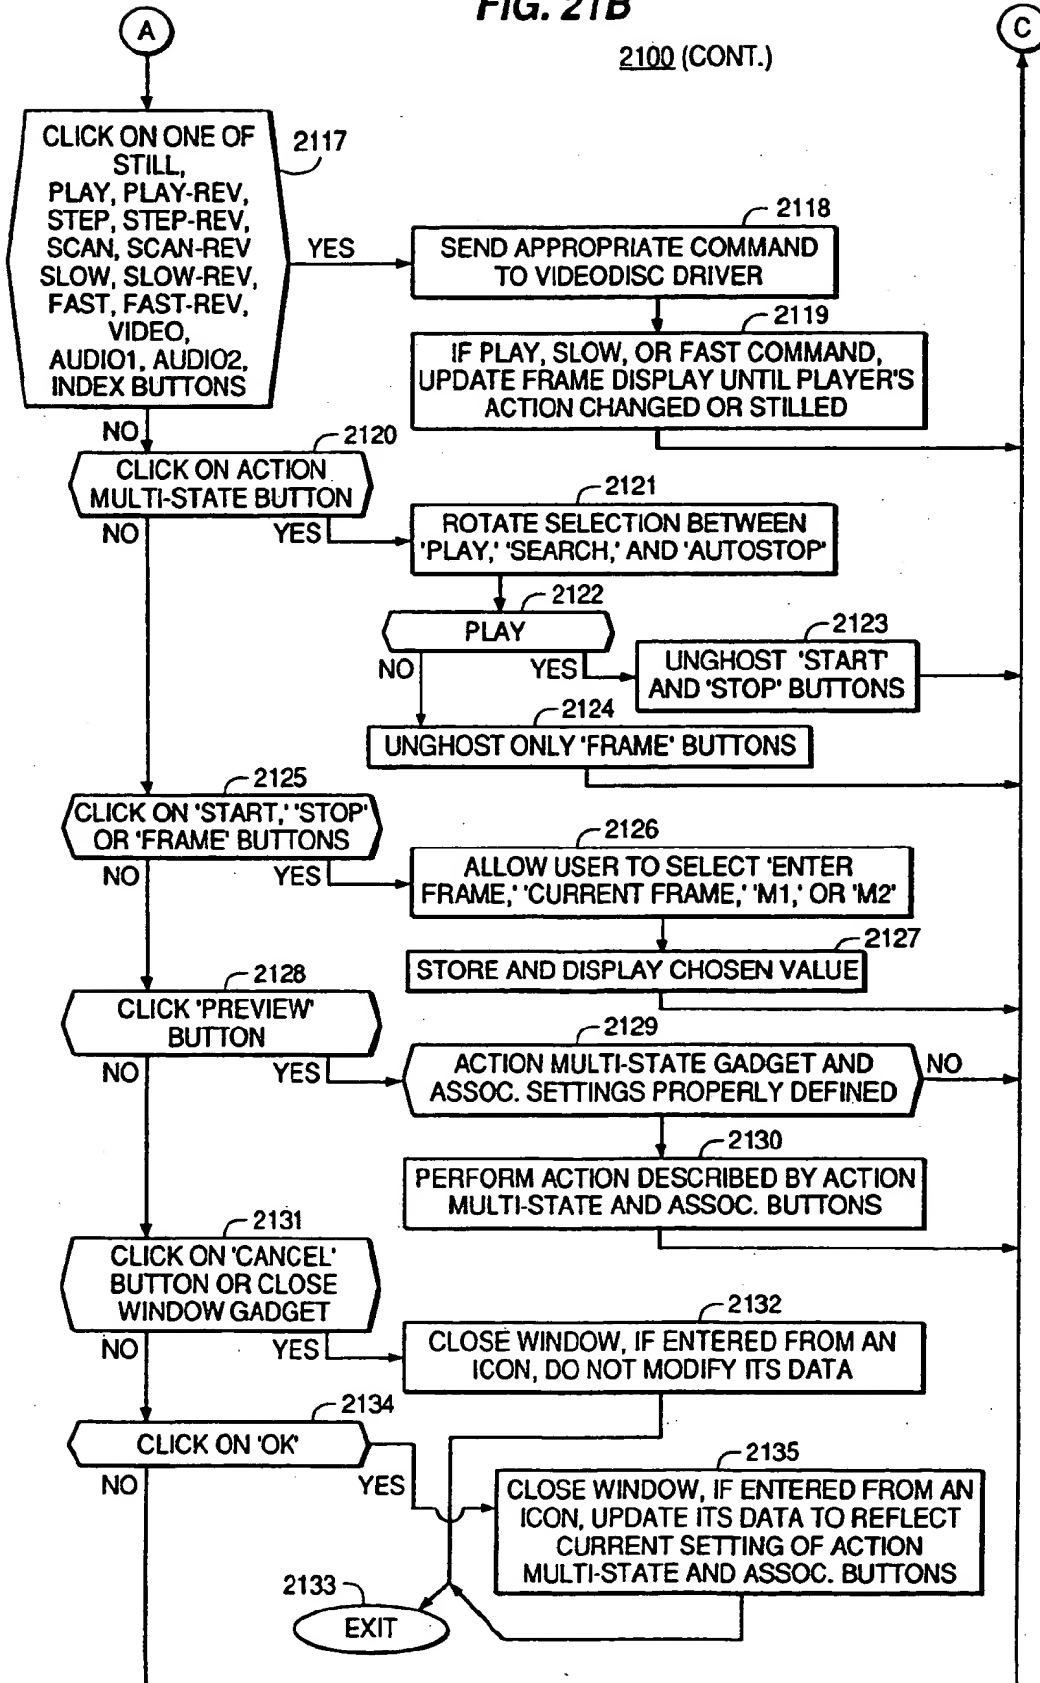 FIG. 21B
A
C
2100 (CONT.)
CLICK ON ONE OF
STILL,
PLAY, PLAY-REV,
STEP, STEP-REV,
SCAN, SCAN-REV
SLOW, SLOW-REV,
FAST, FAST-REV,
VIDEO,
AUDIO1, AUDIO2,
INDEX BUTTONS
2117
YES
2118
SEND APPROPRIATE COMMAND
TO VIDEODISC DRIVER
2119
IF PLAY, SLOW, OR FAST COMMAND,
UPDATE FRAME DISPLAY UNTIL PLAYER'S
ACTION CHANGED OR STILLED
NO
2120
CLICK ON ACTION
MULTI-STATE BUTTON
NO
YES
2121
ROTATE SELECTION BETWEEN
'PLAY,' 'SEARCH,' AND 'AUTOSTOP'
2122
PLAY
NO
YES
2123
UNGHOST 'START'
AND 'STOP' BUTTONS
2124
UNGHOST ONLY 'FRAME' BUTTONS
2125
CLICK ON 'START,' 'STOP'
OR 'FRAME' BUTTONS
NO
YES
2126
ALLOW USER TO SELECT 'ENTER
FRAME,' 'CURRENT FRAME,' 'M1,' OR 'M2'
2127
STORE AND DISPLAY CHOSEN VALUE
2128
CLICK 'PREVIEW'
BUTTON
NO
YES
2129
ACTION MULTI-STATE GADGET AND
ASSOC. SETTINGS PROPERLY DEFINED
NO
2130
PERFORM ACTION DESCRIBED BY ACTION
MULTI-STATE AND ASSOC. BUTTONS
2131
CLICK ON 'CANCEL'
BUTTON OR CLOSE
WINDOW GADGET
NO
YES
2132
CLOSE WINDOW, IF ENTERED FROM AN
ICON, DO NOT MODIFY ITS DATA
2134
CLICK ON 'OK'
NO
YES
2135
CLOSE WINDOW, IF ENTERED FROM AN
ICON, UPDATE ITS DATA TO REFLECT
CURRENT SETTING OF ACTION
MULTI-STATE AND ASSOC. BUTTONS
2133
EXIT